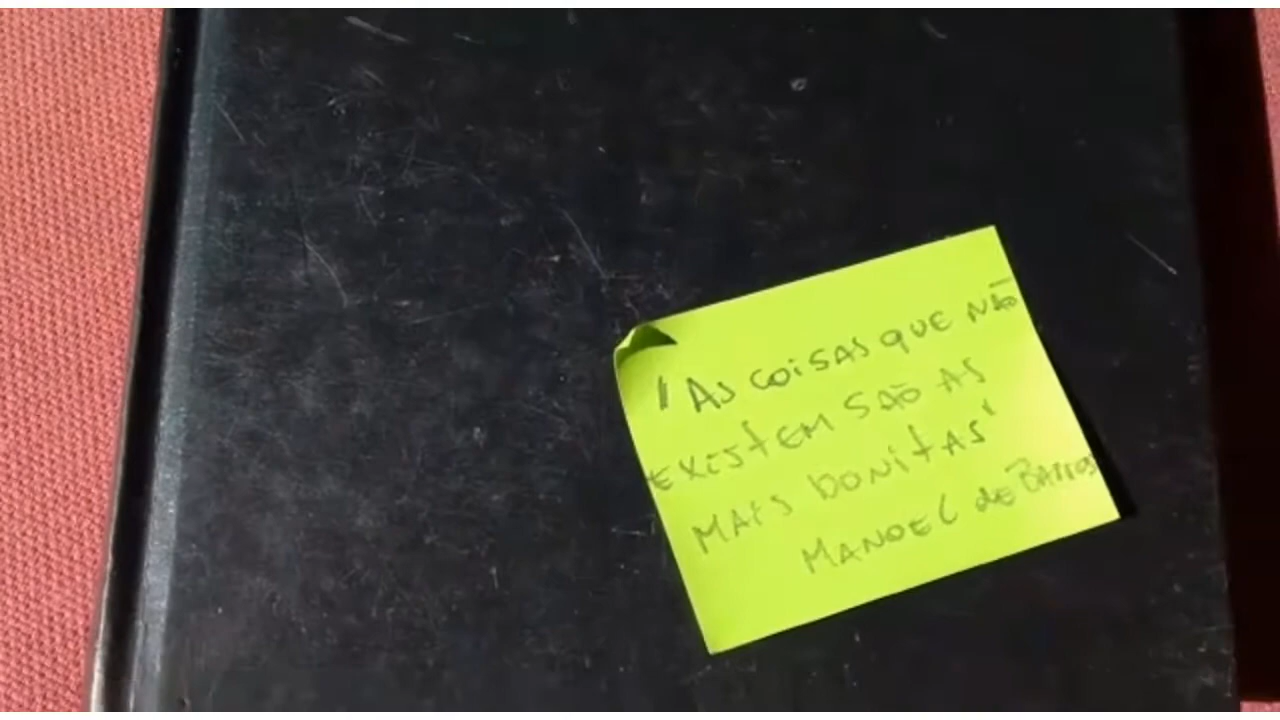 "As coisas que não
existem são as
mais bonitas"
Manoel de Barros